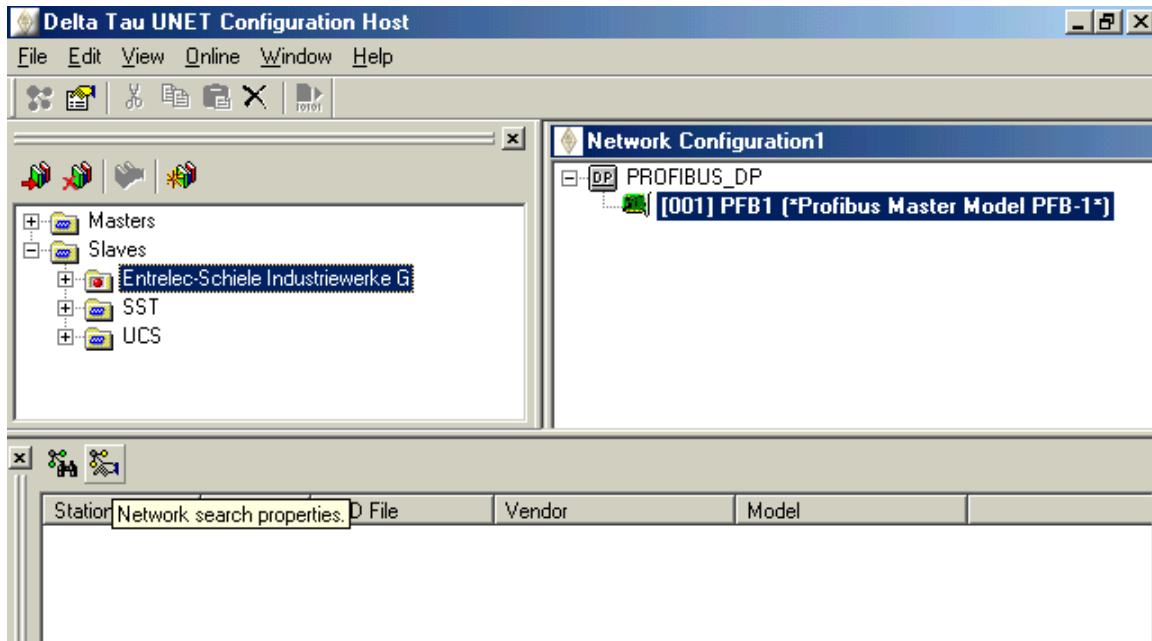 Delta Tau UNET Configuration Host
File Edit View Online Window Help
Network Configuration1
PROFIBUS_DP
[001] PFB1 (*Profibus Master Model PFB-1*)
Masters
Slaves
Entrelec-Schiele Industriewerke G
SST
UCS
Station
Network search properties.
D File
Vendor
Model